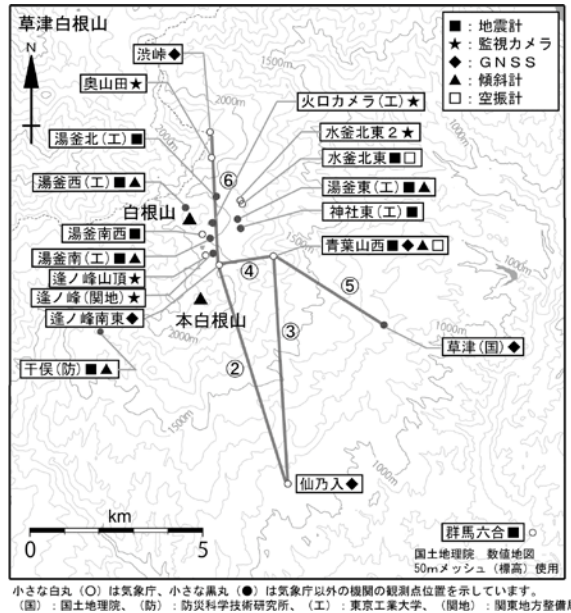 草津白根山
N
■：地震計
★：監視カメラ
◆：GNSS
▲：傾斜計
□：空振計
渋峠◆
奥山田★
火口カメラ(工)★
湯釜北(工)■
水釜北東２★
水釜北東■□
湯釜西(工)■▲
湯釜東(工)■▲
白根山
神社東(工)■
湯釜南西■
青葉山西■◆▲□
湯釜南(工)■▲
逢ノ峰山頂★
逢ノ峰(関地)★
逢ノ峰南東◆
本白根山
干俣(防)■▲
草津(国)◆
仙乃入◆
群馬六合■
⑥
④
⑤
③
②
1500m
2000m
2000m
1500m
1000m
2000m
1500m
1000m
1000m
km
0
5
国土地理院　数値地図
50mメッシュ（標高）使用
小さな白丸（○）は気象庁、小さな黒丸（●）は気象庁以外の機関の観測点位置を示しています。
（国）：国土地理院、（防）：防災科学技術研究所、（工）：東京工業大学、（関地）：関東地方整備局